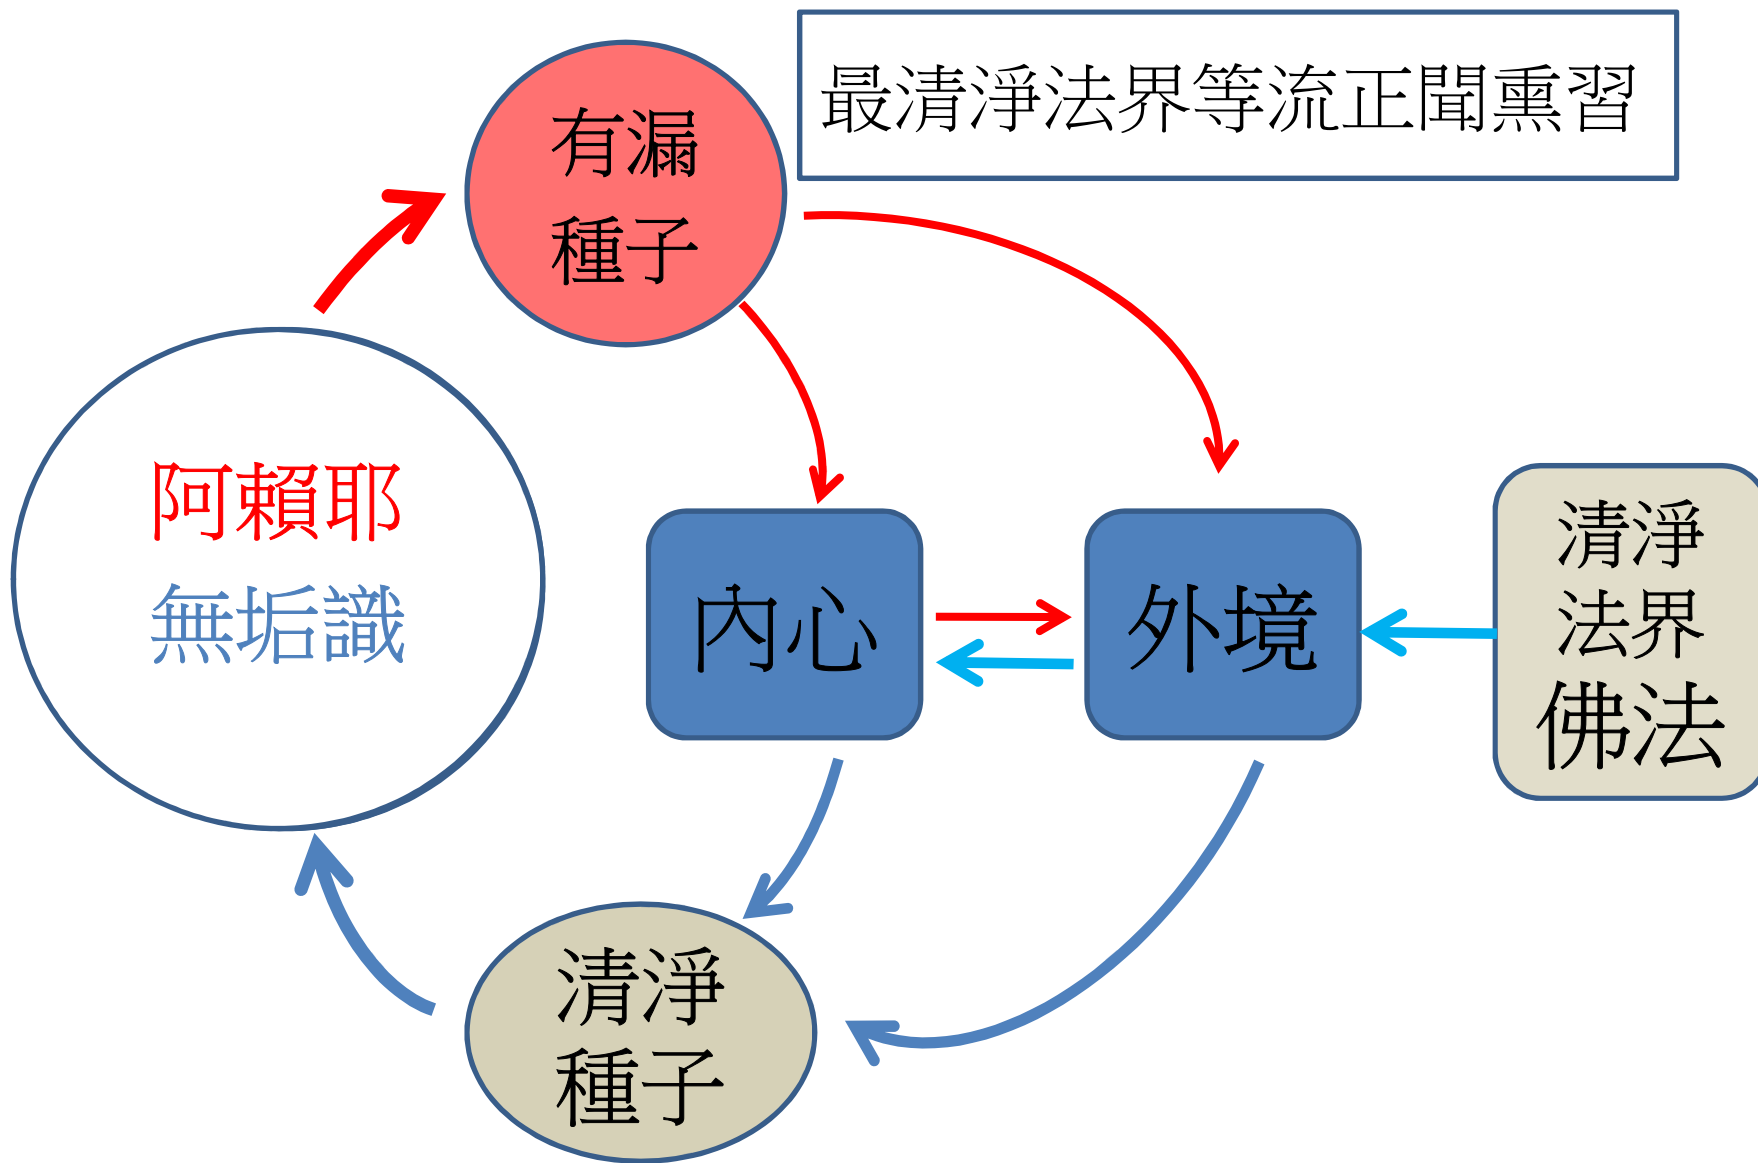 最清淨法界等流正聞熏習
有漏
種子
阿賴耶
無垢識
內心
外境
清淨
法界
佛法
清淨
種子